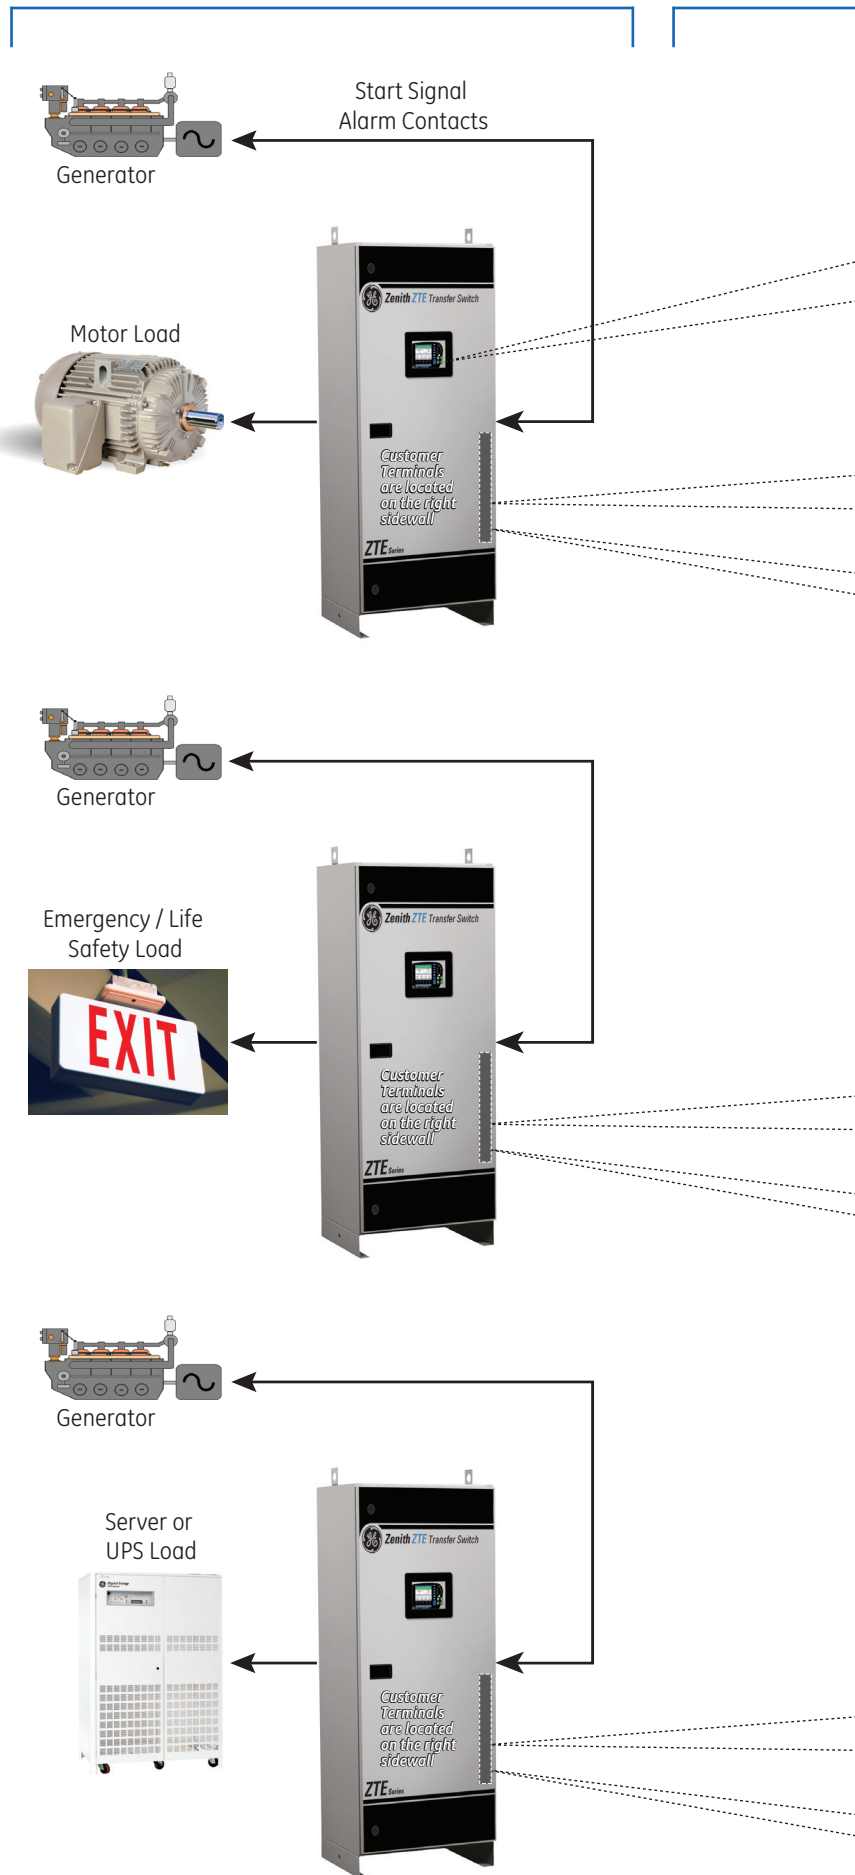 Start Signal
Alarm Contacts
Generator
Zenith ZTE Transfer Switch
Motor Load
Customer
Terminals
are located
on the right
sidewall
ZTE Series
Generator
Zenith ZTE Transfer Switch
Emergency / Life
Safety Load
EXIT
Customer
Terminals
are located
on the right
sidewall
ZTE Series
Generator
Zenith ZTE Transfer Switch
Server or
UPS Load
Digital Energy
Customer
Terminals
are located
on the right
sidewall
ZTE Series